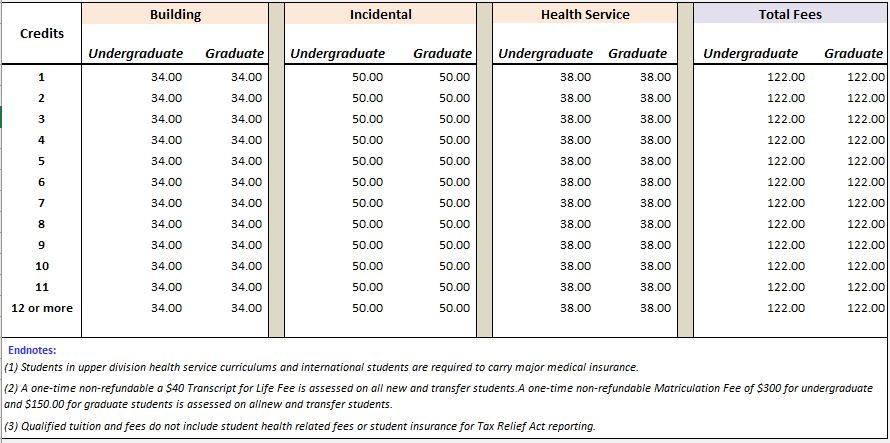 Building Incidental Health Service Total Fees
Credits
Undergraduate Graduate Undergraduate Graduate Undergraduate Graduate Undergraduate Graduate
1 34.00 34.00 50.00 50.00 38.00 38.00 122.00 122.00
2 34.00 34.00 50.00 50.00 38.00 38.00 122.00 122.00
3 34.00 34.00 50.00 50.00 38.00 38.00 122.00 122.00
4 34.00 34.00 50.00 50.00 38.00 38.00 122.00 122.00
5 34.00 34.00 50.00 50.00 38.00 38.00 122.00 122.00
6 34.00 34.00 50.00 50.00 38.00 38.00 122.00 122.00
7 34.00 34.00 50.00 50.00 38.00 38.00 122.00 122.00
8 34.00 34.00 50.00 50.00 38.00 38.00 122.00 122.00
9 34.00 34.00 50.00 50.00 38.00 38.00 122.00 122.00
10 34.00 34.00 50.00 50.00 38.00 38.00 122.00 122.00
11 34.00 34.00 50.00 50.00 38.00 38.00 122.00 122.00
12 or more 34.00 34.00 50.00 50.00 38.00 38.00 122.00 122.00
Endnotes:
(1) Students in upper division health service curriculums and international students are required to carry major medical insurance.
(2) A one-time non-refundable a $40 Transcript for Life Fee is assessed on all new and transfer students.A one-time non-refundable Matriculation Fee of $300 for undergraduate
and $150.00 for graduate students is assessed on allnew and transfer students.
(3) Qualified tuition and fees do not include student health related fees or student insurance for Tax Relief Act reporting.